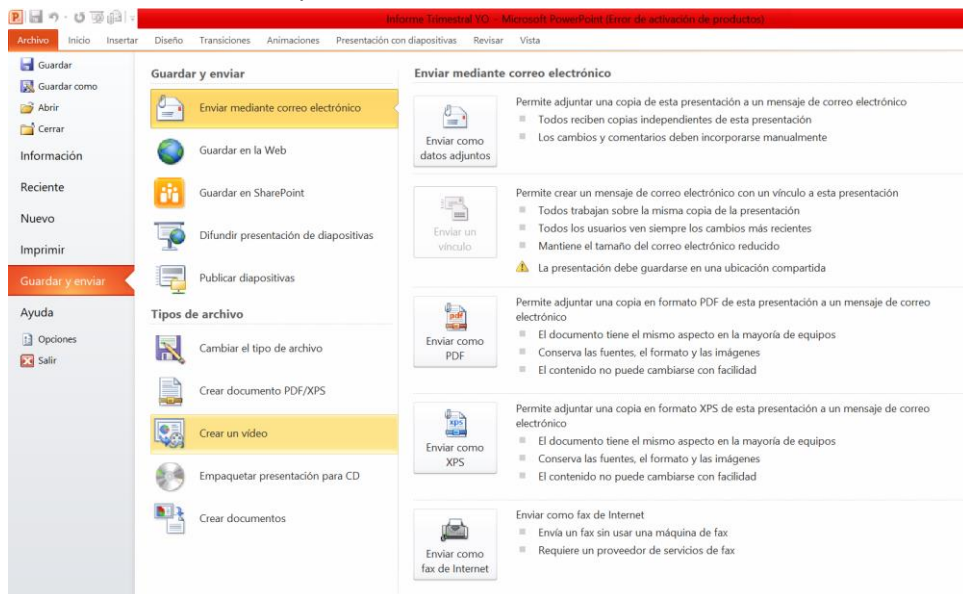 Informe Trimestral YO - Microsoft PowerPoint (Error de activación de productos)
Archivo Inicio Insertar Diseño Transiciones Animaciones Presentación con diapositivas Revisar Vista
Guardar
Guardar como
Abrir
Cerrar
Información
Reciente
Nuevo
Imprimir
Guardar y enviar
Ayuda
Opciones
Salir
Guardar y enviar
Enviar mediante correo electrónico
Guardar en la Web
Guardar en SharePoint
Difundir presentación de diapositivas
Publicar diapositivas
Tipos de archivo
Cambiar el tipo de archivo
Crear documento PDF/XPS
Crear un vídeo
Empaquetar presentación para CD
Crear documentos
Enviar mediante correo electrónico
Enviar como
datos adjuntos
Permite adjuntar una copia de esta presentación a un mensaje de correo electrónico
Todos reciben copias independientes de esta presentación
Los cambios y comentarios deben incorporarse manualmente
Enviar un
vínculo
Permite crear un mensaje de correo electrónico con un vínculo a esta presentación
Todos trabajan sobre la misma copia de la presentación
Todos los usuarios ven siempre los cambios más recientes
Mantiene el tamaño del correo electrónico reducido
La presentación debe guardarse en una ubicación compartida
pdf
Enviar como
PDF
Permite adjuntar una copia en formato PDF de esta presentación a un mensaje de correo
electrónico
El documento tiene el mismo aspecto en la mayoría de equipos
Conserva las fuentes, el formato y las imágenes
El contenido no puede cambiarse con facilidad
xps
Enviar como
XPS
Permite adjuntar una copia en formato XPS de esta presentación a un mensaje de correo
electrónico
El documento tiene el mismo aspecto en la mayoría de equipos
Conserva las fuentes, el formato y las imágenes
El contenido no puede cambiarse con facilidad
Enviar como
fax de Internet
Enviar como fax de Internet
Envía un fax sin usar una máquina de fax
Requiere un proveedor de servicios de fax